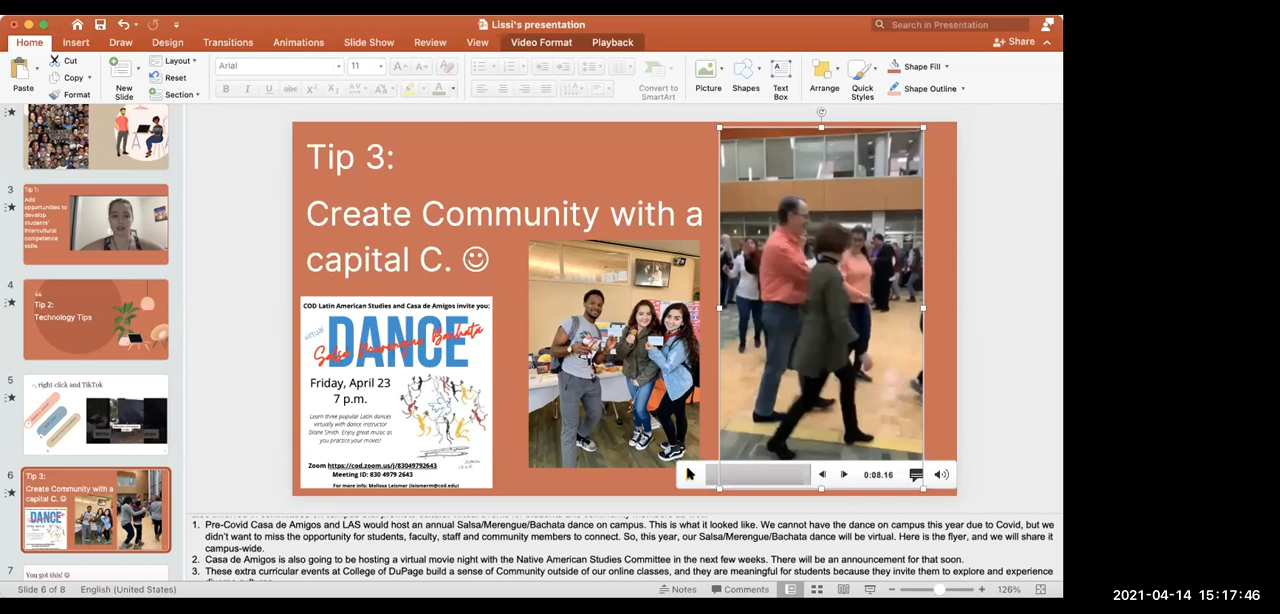 Lissi's presentation
Search in Presentation
Home Insert Draw Design Transitions Animations Slide Show Review View Video Format Playback
Share
Paste
Cut
Copy
Format
New Slide
Layout
Reset
Section
Arial 11
Convert to SmartArt
Picture
Shapes
Text Box
Arrange
Quick Styles
Shape Fill
Shape Outline
3
Tip 1:
Add
opportunities to
develop
students'
intercultural
competence
skills
4
Tip 2:
Technology Tips
5
-, right click and TikTok
6
Tip 3:
Create Community with a
capital C. ☺
DANCE
7
You got this! ☺
Tip 3:
Create Community with a
capital C. ☺
COD Latin American Studies and Casa de Amigos invite you:
virtual
DANCE
Salsa Merengue Bachata
Friday, April 23
7 p.m.
Learn three popular Latin dances
virtually with dance instructor
Diane Smith. Enjoy great music as
you practice your moves!
Zoom https://cod.zoom.us/j/83049792643
Meeting ID: 830 4979 2643
For more info: Melissa Leismer (leismerm@cod.edu)
0:08.16
1. Pre-Covid Casa de Amigos and LAS would host an annual Salsa/Merengue/Bachata dance on campus. This is what it looked like. We cannot have the dance on campus this year due to Covid, but we
didn't want to miss the opportunity for students, faculty, staff and community members to connect. So, this year, our Salsa/Merengue/Bachata dance will be virtual. Here is the flyer, and we will share it
campus-wide.
2. Casa de Amigos is also going to be hosting a virtual movie night with the Native American Studies Committee in the next few weeks. There will be an announcement for that soon.
3. These extra curricular events at College of DuPage build a sense of Community outside of our online classes, and they are meaningful for students because they invite them to explore and experience
Slide 6 of 8 English (United States) Notes Comments 126%
2021-04-14 15:17:46